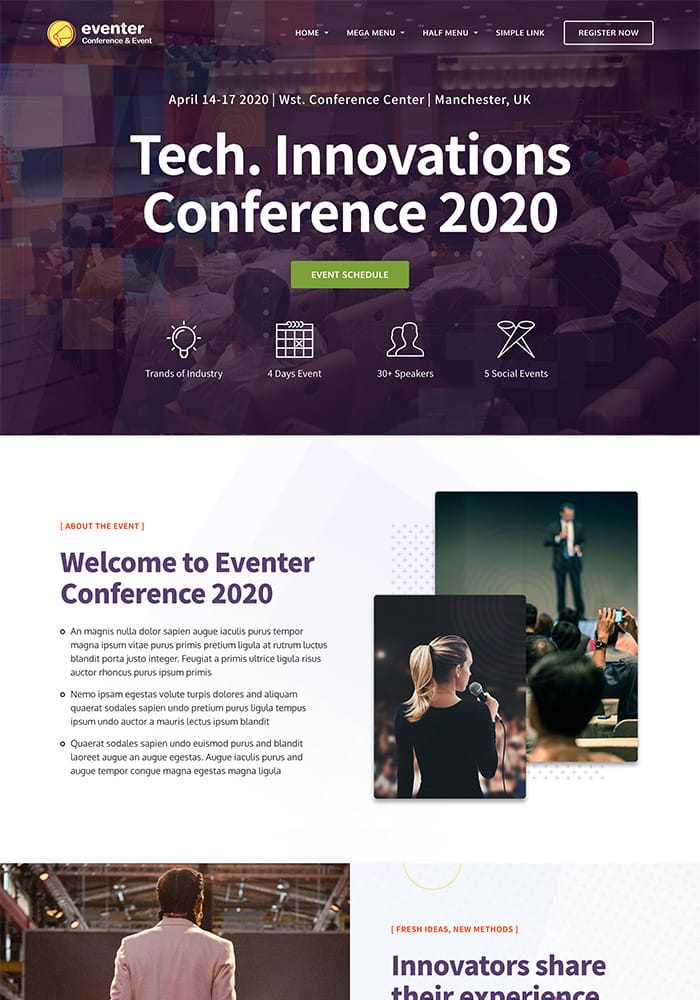 eventer
Conference & Event
HOME
MEGA MENU
HALF MENU
SIMPLE LINK
REGISTER NOW
April 14-17 2020 | Wst. Conference Center | Manchester, UK
Tech. Innovations
Conference 2020
EVENT SCHEDULE
Trands of Industry
4 Days Event
30+ Speakers
5 Social Events
[ ABOUT THE EVENT ]
Welcome to Eventer
Conference 2020
An magnis nulla dolor sapien augue iaculis purus tempor
magna ipsum vitae purus primis pretium ligula at rutrum luctus
blandit porta justo integer. Feugiat a primis ultrice ligula risus
auctor rhoncus purus ipsum primis
Nemo ipsam egestas volute turpis dolores and aliquam
quaerat sodales sapien undo pretium purus ligula tempus
ipsum undo auctor a mauris lectus ipsum blandit
Quaerat sodales sapien undo euismod purus and blandit
laoreet augue an augue egestas. Augue iaculis purus and
augue tempor congue magna egestas magna ligula
[ FRESH IDEAS, NEW METHODS ]
Innovators share
their experience